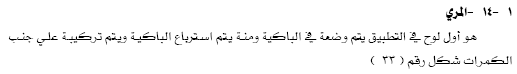 ١ -١٤ -المري
هو أول لوح في التطبيق يتم وضعة في الباكية ومنة يتم استرباع الباكية ويتم تركيبة علي جنب
الكمرات شكل رقم ( ٣٣ )